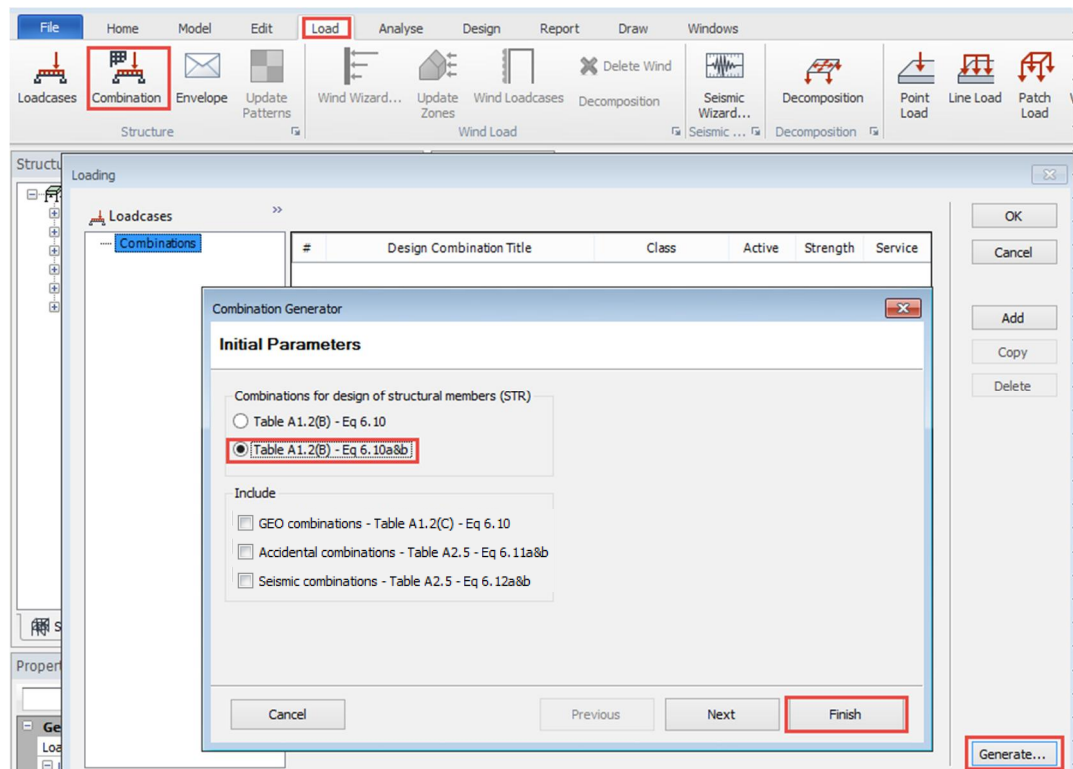 File Home Model Edit Load Analyse Design Report Draw Windows
Loadcases Combination Envelope Update Patterns Wind Wizard... Update Zones Wind Loadcases Delete Wind Decomposition Seismic Wizard... Decomposition Point Load Line Load Patch Load
Structure Wind Load Seismic ... Decomposition
Loading
Loadcases »
Combinations
# Design Combination Title Class Active Strength Service
OK
Cancel
Add
Copy
Delete
Combination Generator
Initial Parameters
Combinations for design of structural members (STR)
Table A1.2(B) - Eq 6.10
Table A1.2(B) - Eq 6.10a&b
Include
GEO combinations - Table A1.2(C) - Eq 6.10
Accidental combinations - Table A2.5 - Eq 6.11a&b
Seismic combinations - Table A2.5 - Eq 6.12a&b
Cancel Previous Next Finish
Generate...